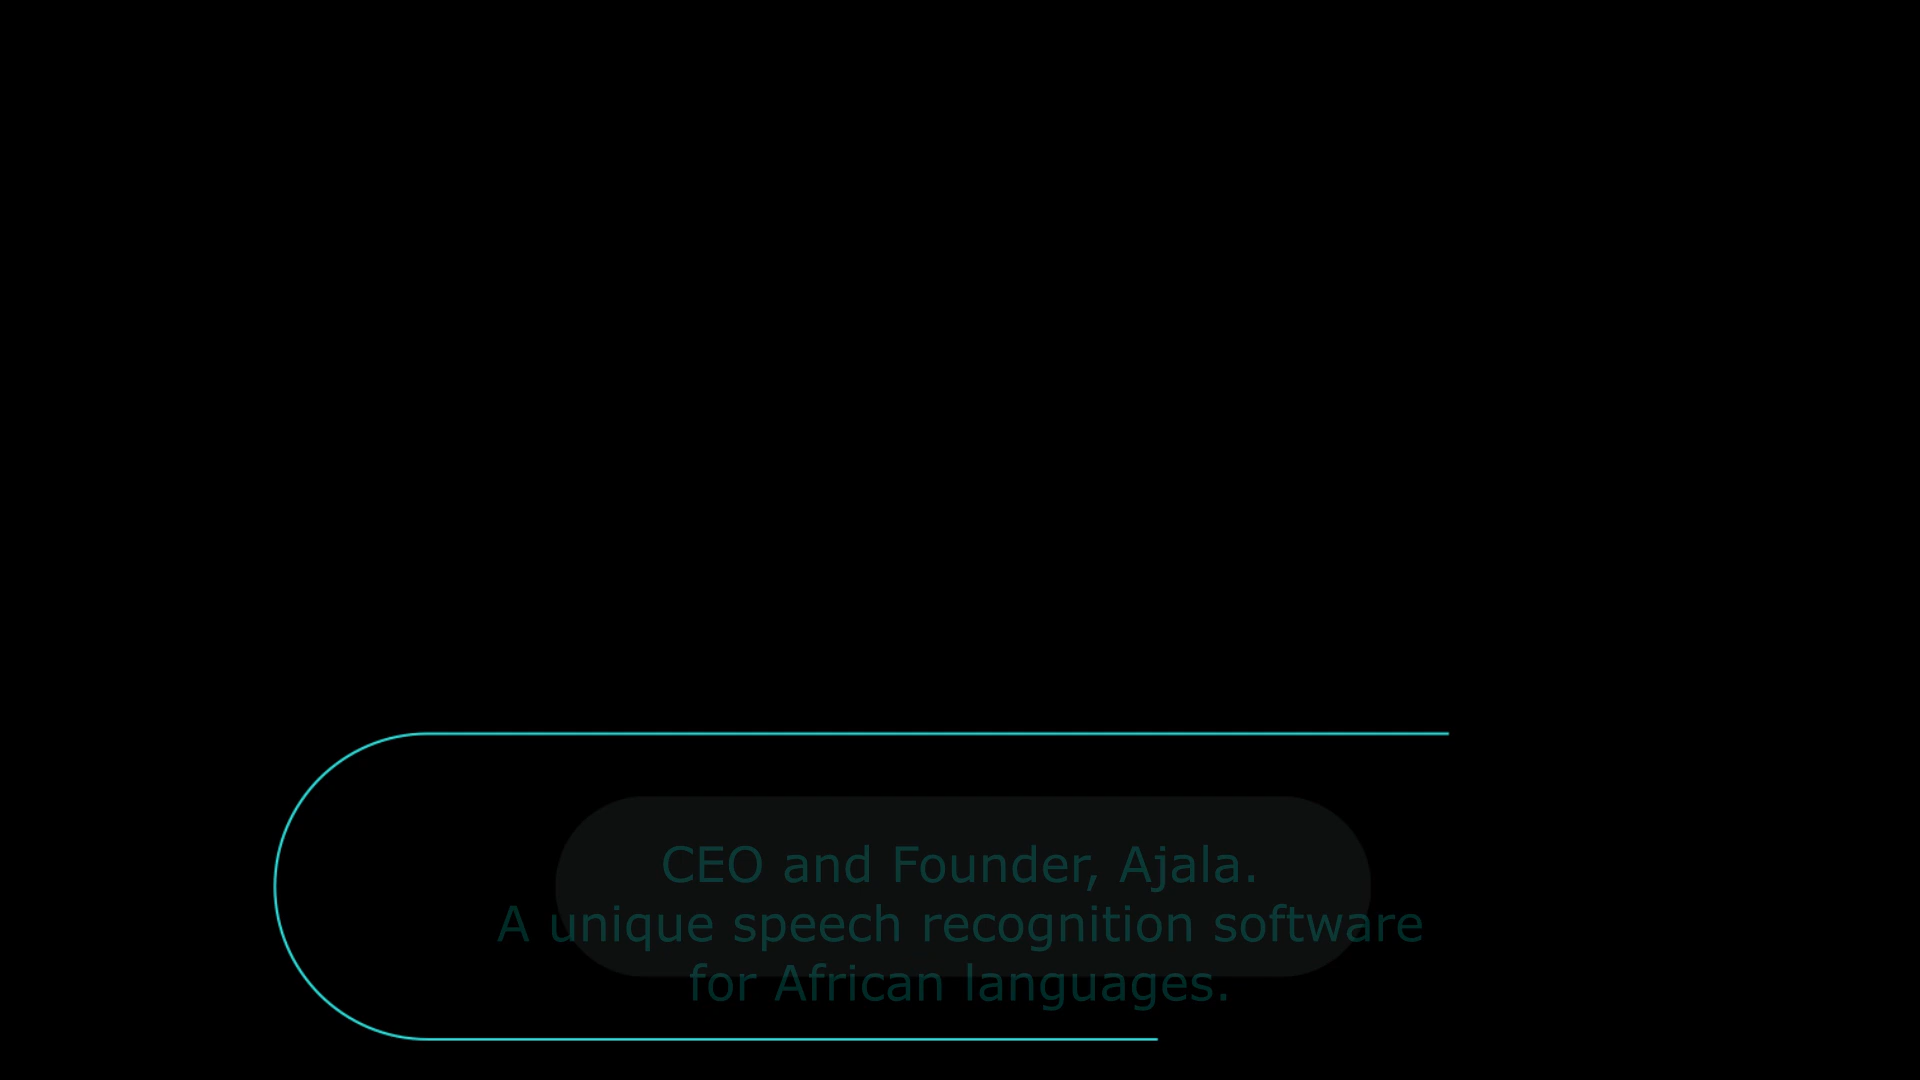 CEO and Founder, Ajala.
A unique speech recognition software
for African languages.